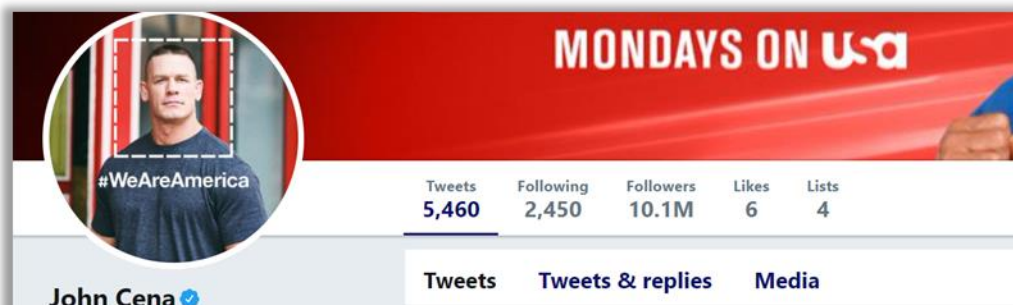 MONDAYS ON usa
#WeAreAmerica
Tweets Following Followers Likes Lists
5,460 2,450 10.1M 6 4
Tweets Tweets & replies Media
John Cena